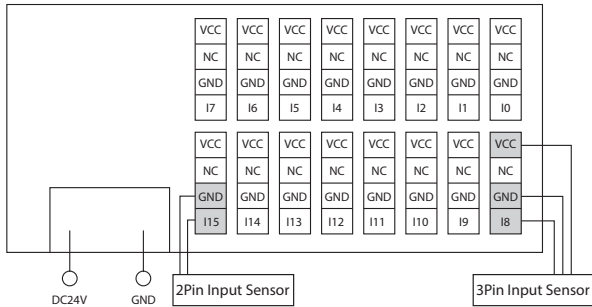 VCC VCC VCC VCC VCC VCC VCC VCC
NC NC NC NC NC NC NC NC
GND GND GND GND GND GND GND GND
I7 I6 I5 I4 I3 I2 I1 I0
VCC VCC VCC VCC VCC VCC VCC VCC
NC NC NC NC NC NC NC NC
GND GND GND GND GND GND GND GND
I15 I14 I13 I12 I11 I10 I9 I8
DC24V GND 2Pin Input Sensor 3Pin Input Sensor